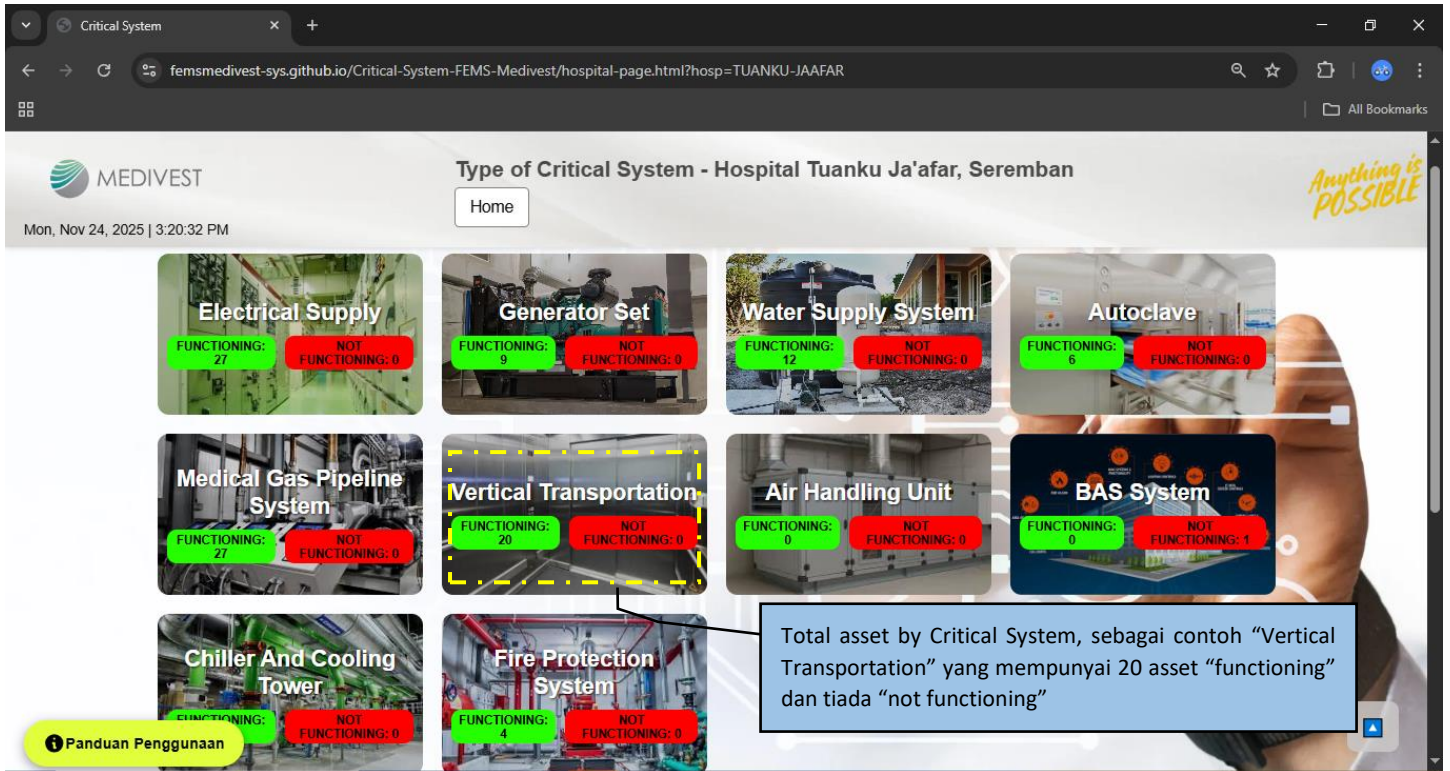 Critical System
femsmedivest-sys.github.io/Critical-System-FEMS-Medivest/hospital-page.html?hosp=TUANKU-JAAFAR
All Bookmarks
MEDIVEST
Type of Critical System - Hospital Tuanku Ja'afar, Seremban
Home
Anything is
POSSIBLE
Mon, Nov 24, 2025 | 3:20:32 PM
Electrical Supply
FUNCTIONING:
27
NOT
FUNCTIONING: 0
Generator Set
FUNCTIONING:
9
NOT
FUNCTIONING: 0
Water Supply System
FUNCTIONING:
12
NOT
FUNCTIONING: 0
Autoclave
FUNCTIONING:
6
NOT
FUNCTIONING: 0
Medical Gas Pipeline
System
FUNCTIONING:
27
NOT
FUNCTIONING: 0
Vertical Transportation
FUNCTIONING:
20
NOT
FUNCTIONING: 0
Air Handling Unit
FUNCTIONING:
0
NOT
FUNCTIONING: 0
BAS System
FUNCTIONING:
0
NOT
FUNCTIONING: 1
Chiller And Cooling
Tower
FUNCTIONING:
NOT
FUNCTIONING: 0
Fire Protection
System
FUNCTIONING:
4
NOT
FUNCTIONING: 0
Total asset by Critical System, sebagai contoh “Vertical
Transportation” yang mempunyai 20 asset “functioning”
dan tiada “not functioning”
Panduan Penggunaan